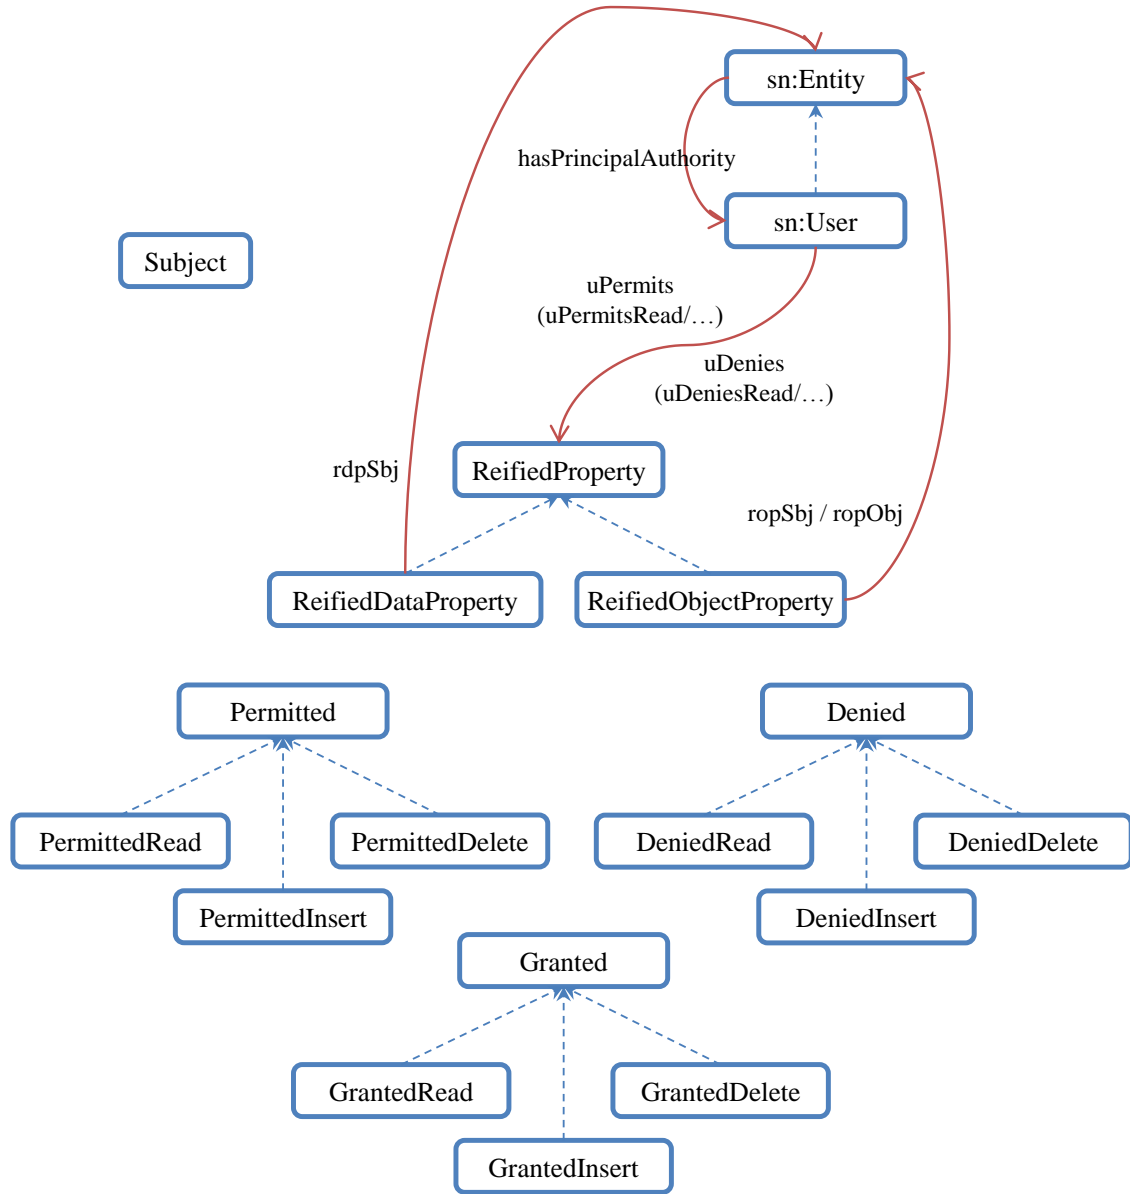 sn:Entity
hasPrincipalAuthority
sn:User
Subject
uPermits
(uPermitsRead/…)
uDenies
(uDeniesRead/…)
ReifiedProperty
rdpSbj
ropSbj / ropObj
ReifiedDataProperty
ReifiedObjectProperty
Permitted
Denied
PermittedRead
PermittedDelete
DeniedRead
DeniedDelete
PermittedInsert
DeniedInsert
Granted
GrantedRead
GrantedDelete
GrantedInsert